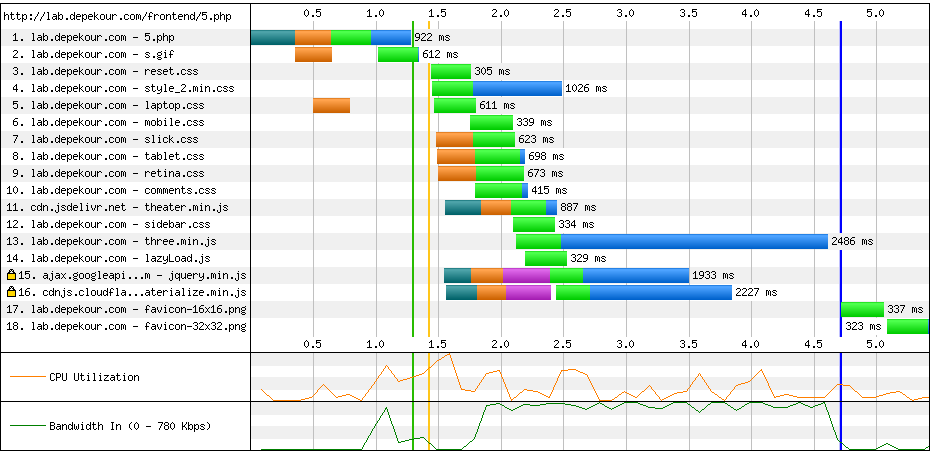 http://lab.depekour.com/frontend/5.php 0.5 1.0 1.5 2.0 2.5 3.0 3.5 4.0 4.5 5.0
1. lab.depekour.com - 5.php 922 ms
2. lab.depekour.com - s.gif 612 ms
3. lab.depekour.com - reset.css 305 ms
4. lab.depekour.com - style_2.min.css 1026 ms
5. lab.depekour.com - laptop.css 611 ms
6. lab.depekour.com - mobile.css 339 ms
7. lab.depekour.com - slick.css 623 ms
8. lab.depekour.com - tablet.css 698 ms
9. lab.depekour.com - retina.css 673 ms
10. lab.depekour.com - comments.css 415 ms
11. cdn.jsdelivr.net - theater.min.js 887 ms
12. lab.depekour.com - sidebar.css 334 ms
13. lab.depekour.com - three.min.js 2486 ms
14. lab.depekour.com - lazyLoad.js 329 ms
15. ajax.googleapi...m - jquery.min.js 1933 ms
16. cdnjs.cloudfla...aterialize.min.js 2227 ms
17. lab.depekour.com - favicon-16x16.png 337 ms
18. lab.depekour.com - favicon-32x32.png 323 ms
0.5 1.0 1.5 2.0 2.5 3.0 3.5 4.0 4.5 5.0
CPU Utilization
Bandwidth In (0 - 780 Kbps)